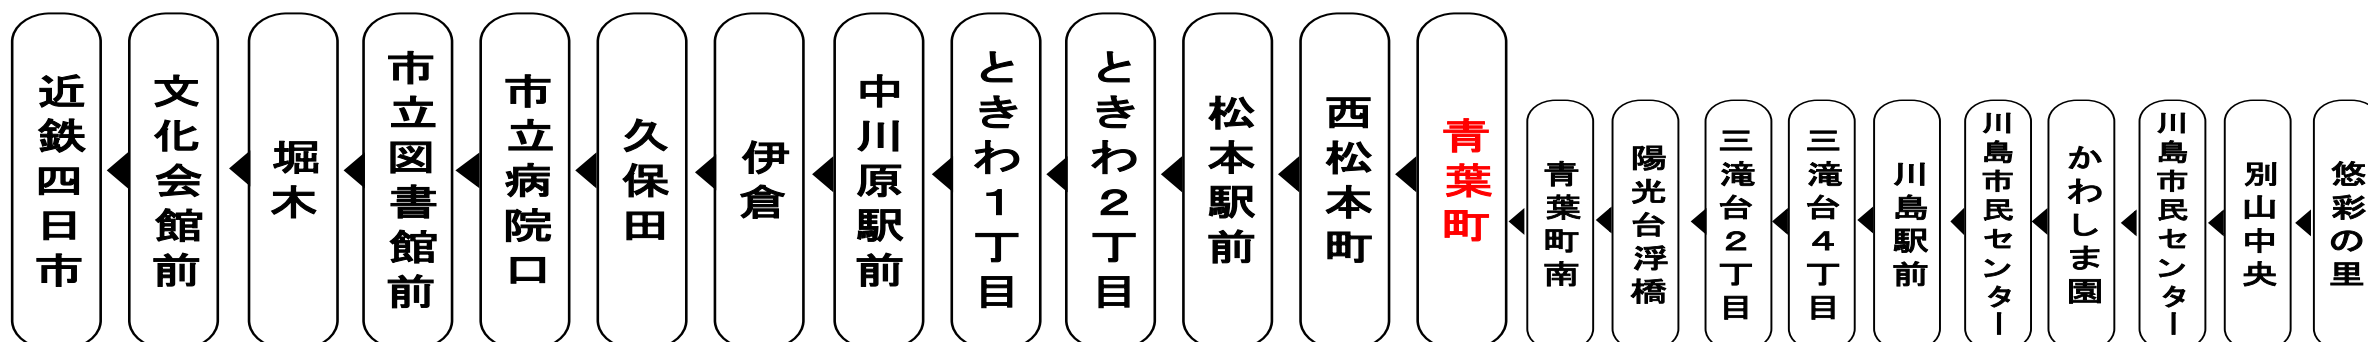 近鉄四日市
文化会館前
堀木
市立図書館前
市立病院口
久保田
伊倉
中川原駅前
ときわ1丁目
ときわ2丁目
松本駅前
西松本町
青葉町
青葉町南
陽光台浮橋
三滝台2丁目
三滝台4丁目
川島駅前
川島市民センター
かわしま園
川島市民センター
別山中央
悠彩の里